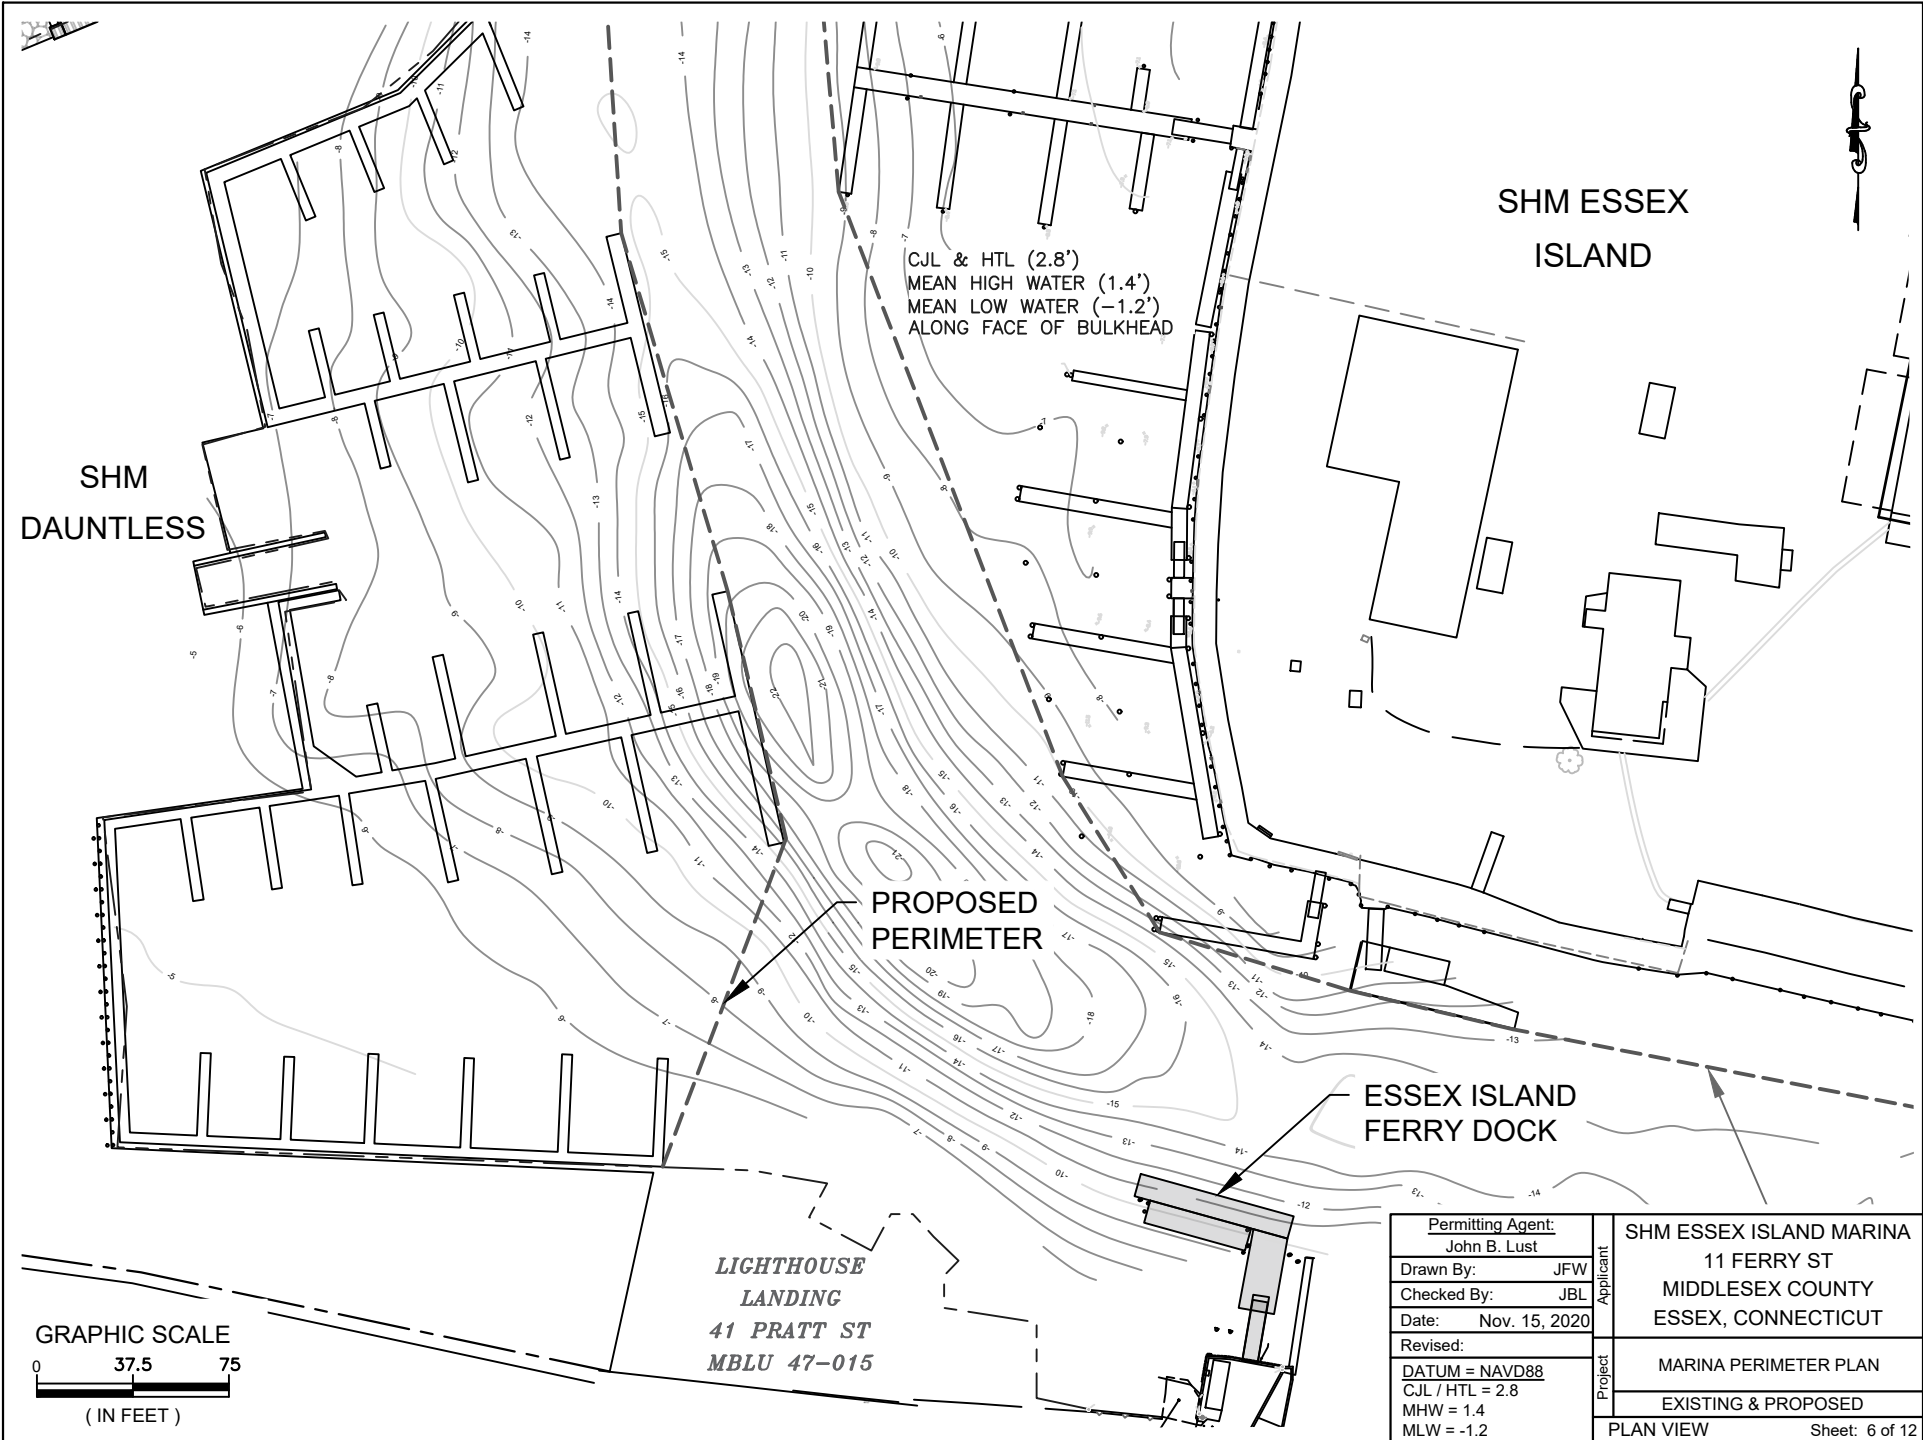 SHM ESSEX
ISLAND
CJL & HTL (2.8')
MEAN HIGH WATER (1.4')
MEAN LOW WATER (-1.2')
ALONG FACE OF BULKHEAD
SHM
DAUNTLESS
PROPOSED
PERIMETER
ESSEX ISLAND
FERRY DOCK
LIGHTHOUSE
LANDING
41 PRATT ST
MBLU 47-015
GRAPHIC SCALE
0 37.5 75
( IN FEET )
Permitting Agent:
John B. Lust
Drawn By: JFW
Checked By: JBL
Date: Nov. 15, 2020
Revised:
DATUM = NAVD88
CJL / HTL = 2.8
MHW = 1.4
MLW = -1.2
Applicant
SHM ESSEX ISLAND MARINA
11 FERRY ST
MIDDLESEX COUNTY
ESSEX, CONNECTICUT
Project
MARINA PERIMETER PLAN
EXISTING & PROPOSED
PLAN VIEW Sheet: 6 of 12